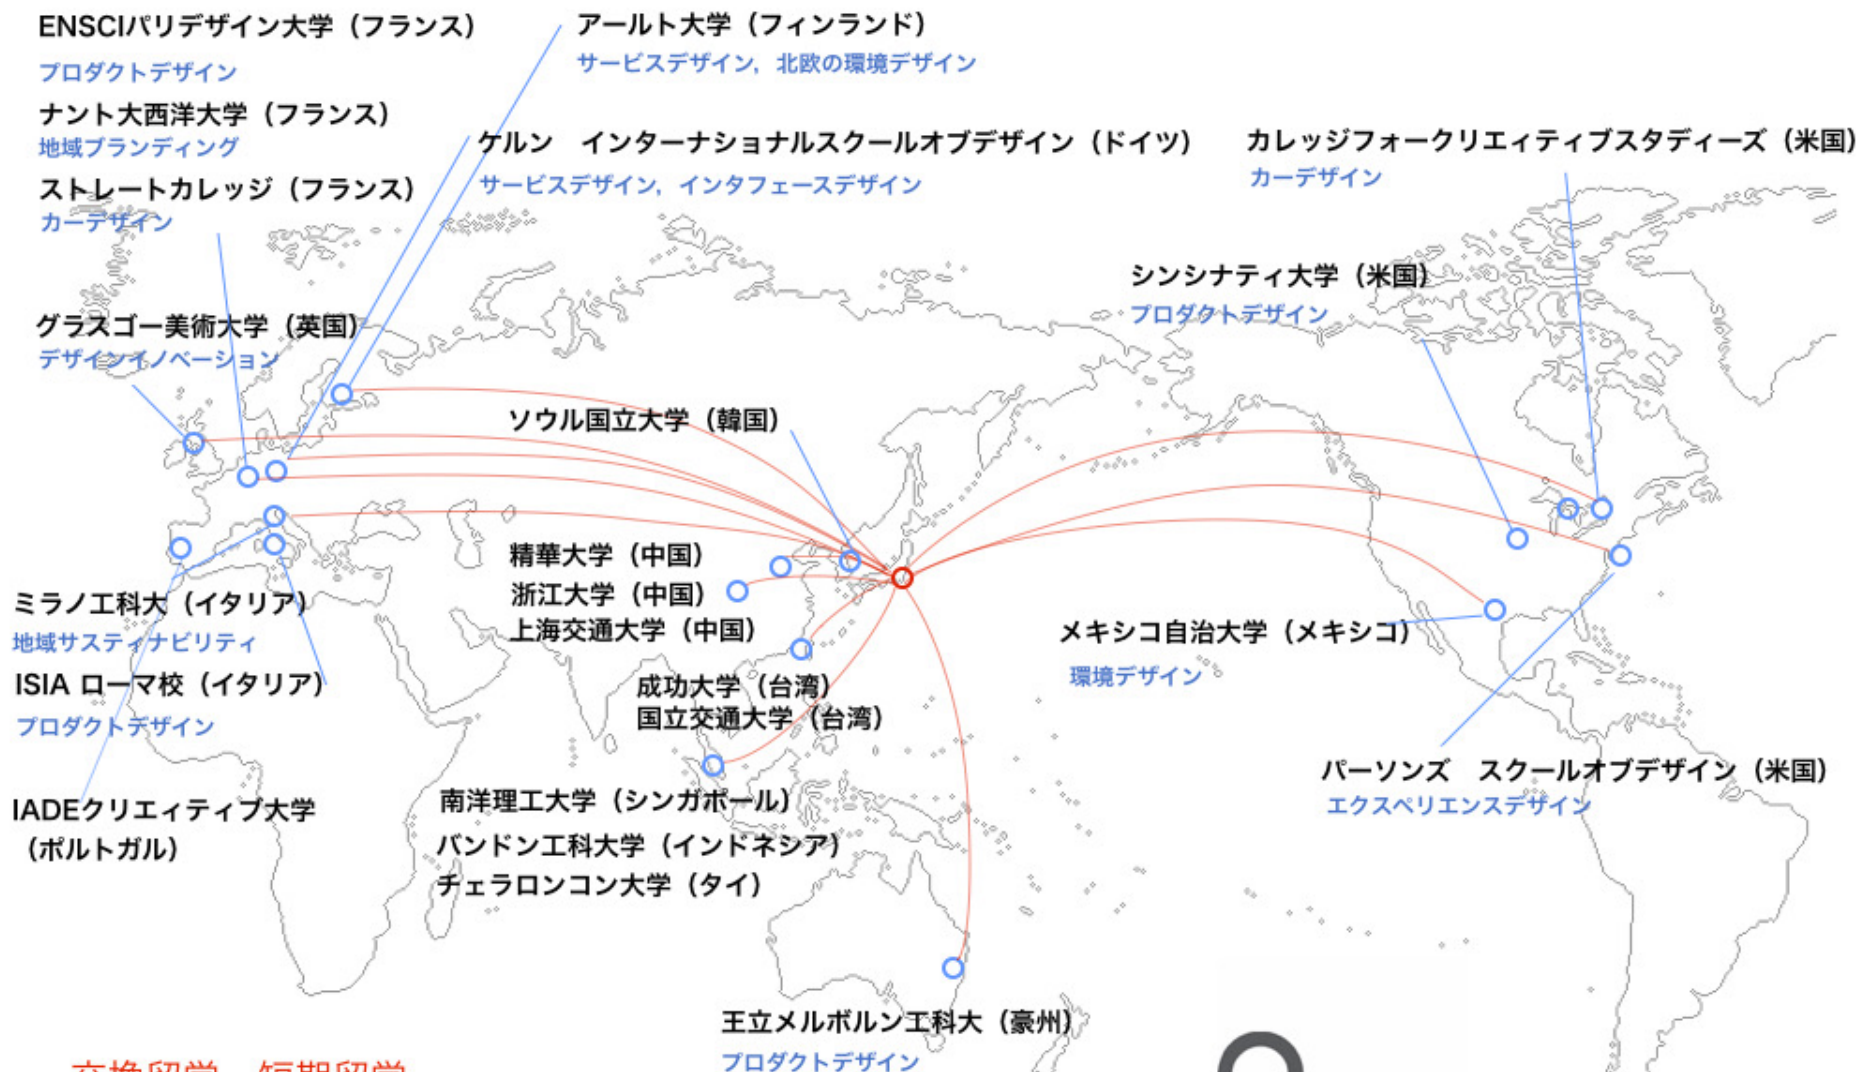 ENSCIパリデザイン大学（フランス）
プロダクトデザイン
ナント大西洋大学（フランス）
地域ブランディング
ストレートカレッジ（フランス）
カーデザイン
アールト大学（フィンランド）
サービスデザイン，北欧の環境デザイン
ケルン　インターナショナルスクールオブデザイン（ドイツ）
サービスデザイン，インタフェースデザイン
カレッジフォークリエィティブスタディーズ（米国）
カーデザイン
シンシナティ大学（米国）
プロダクトデザイン
グラスゴー美術大学（英国）
デザインイノベーション
ソウル国立大学（韓国）
精華大学（中国）
浙江大学（中国）
上海交通大学（中国）
ミラノ工科大（イタリア）
地域サスティナビリティ
ISIA ローマ校（イタリア）
プロダクトデザイン
IADEクリエィティブ大学
（ポルトガル）
成功大学（台湾）
国立交通大学（台湾）
メキシコ自治大学（メキシコ）
環境デザイン
パーソンズ　スクールオブデザイン（米国）
エクスペリエンスデザイン
南洋理工大学（シンガポール）
バンドン工科大学（インドネシア）
チェラロンコン大学（タイ）
王立メルボルン工科大（豪州）
プロダクトデザイン
交換留学　短期留学